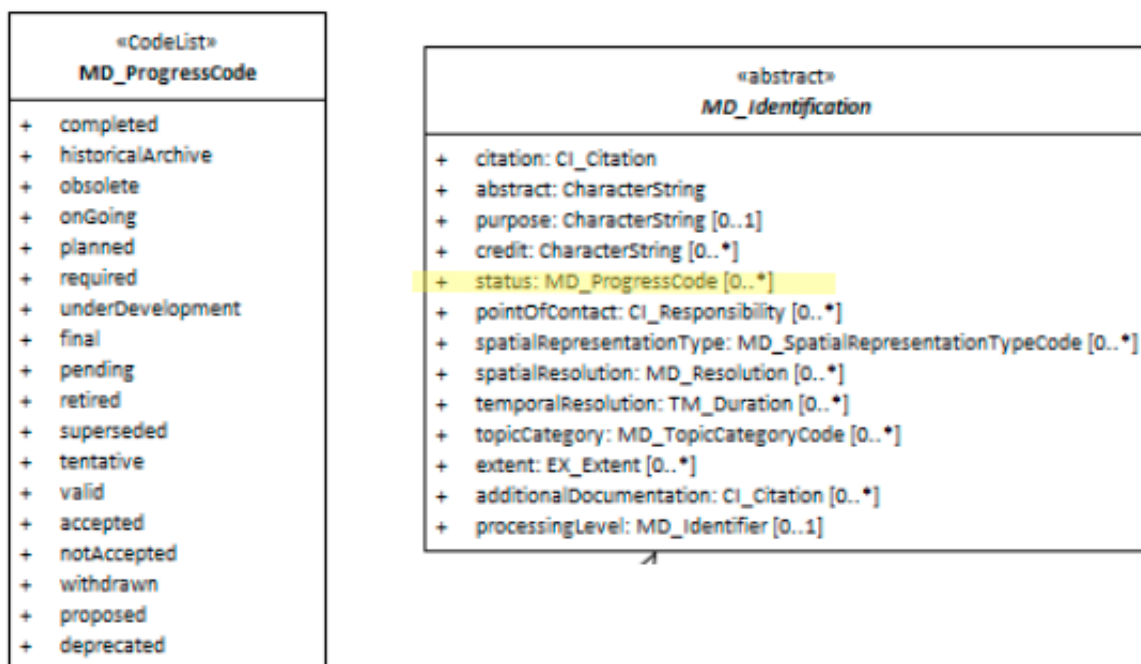 «CodeList»
MD_ProgressCode
+ completed
+ historicalArchive
+ obsolete
+ onGoing
+ planned
+ required
+ underDevelopment
+ final
+ pending
+ retired
+ superseded
+ tentative
+ valid
+ accepted
+ notAccepted
+ withdrawn
+ proposed
+ deprecated
«abstract»
MD_Identification
+ citation: CI_Citation
+ abstract: CharacterString
+ purpose: CharacterString [0..1]
+ credit: CharacterString [0..*]
+ status: MD_ProgressCode [0..*]
+ pointOfContact: CI_Responsibility [0..*]
+ spatialRepresentationType: MD_SpatialRepresentationTypeCode [0..*]
+ spatialResolution: MD_Resolution [0..*]
+ temporalResolution: TM_Duration [0..*]
+ topicCategory: MD_TopicCategoryCode [0..*]
+ extent: EX_Extent [0..*]
+ additionalDocumentation: CI_Citation [0..*]
+ processingLevel: MD_Identifier [0..1]